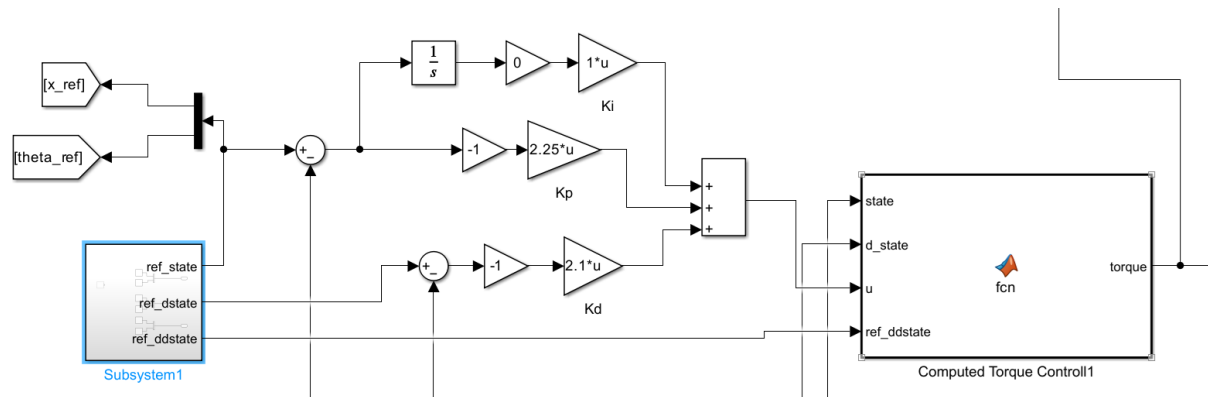 1
s
0
1*u
Ki
[x_ref]
[theta_ref]
+
_
-1
2.25*u
Kp
+
+
+
ref_state
ref_dstate
ref_ddstate
Subsystem1
+
_
-1
2.1*u
Kd
state
d_state
u
ref_ddstate
fcn
torque
Computed Torque Controll1